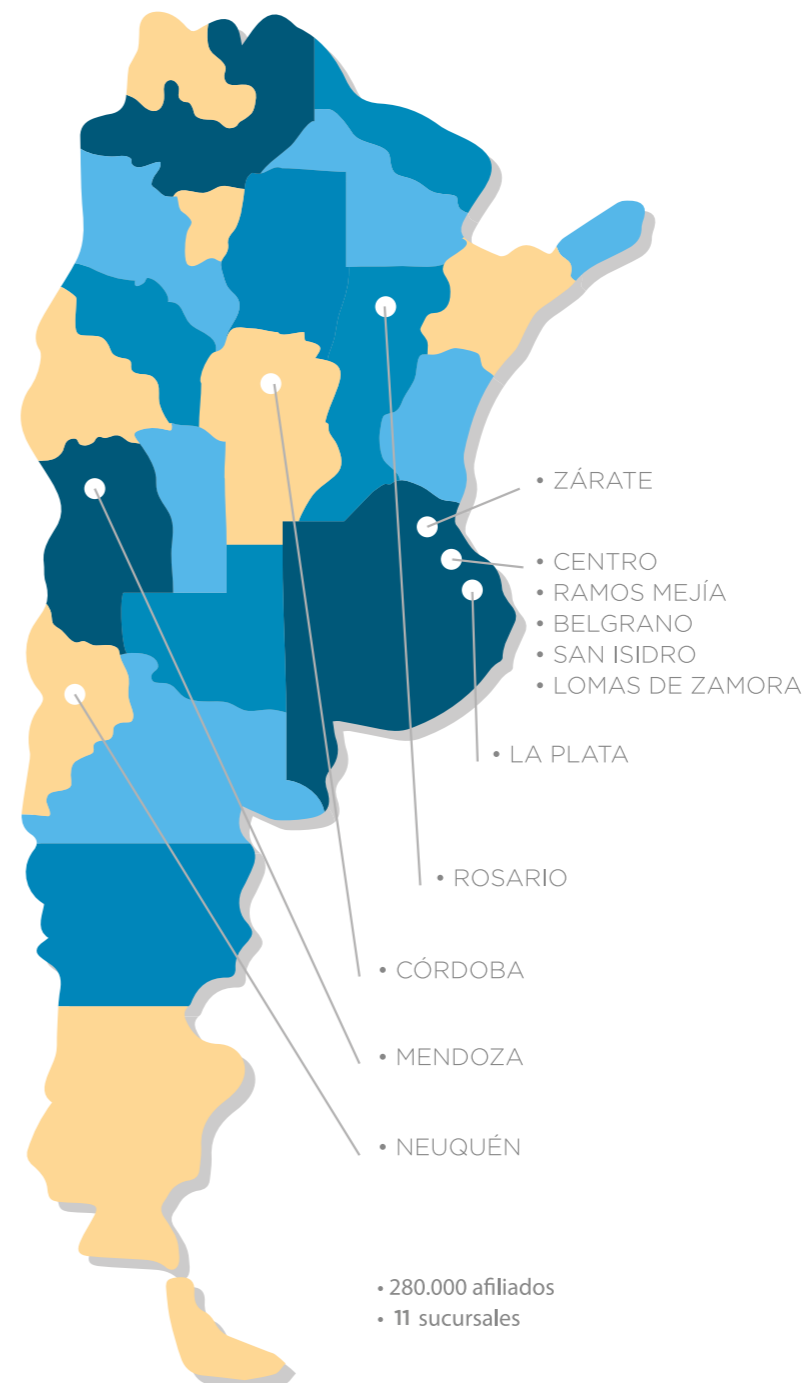 • ZÁRATE
• CENTRO
• RAMOS MEJÍA
• BELGRANO
• SAN ISIDRO
• LOMAS DE ZAMORA
• LA PLATA
• ROSARIO
• CÓRDOBA
• MENDOZA
• NEUQUÉN
• 280.000 afiliados
• 11 sucursales